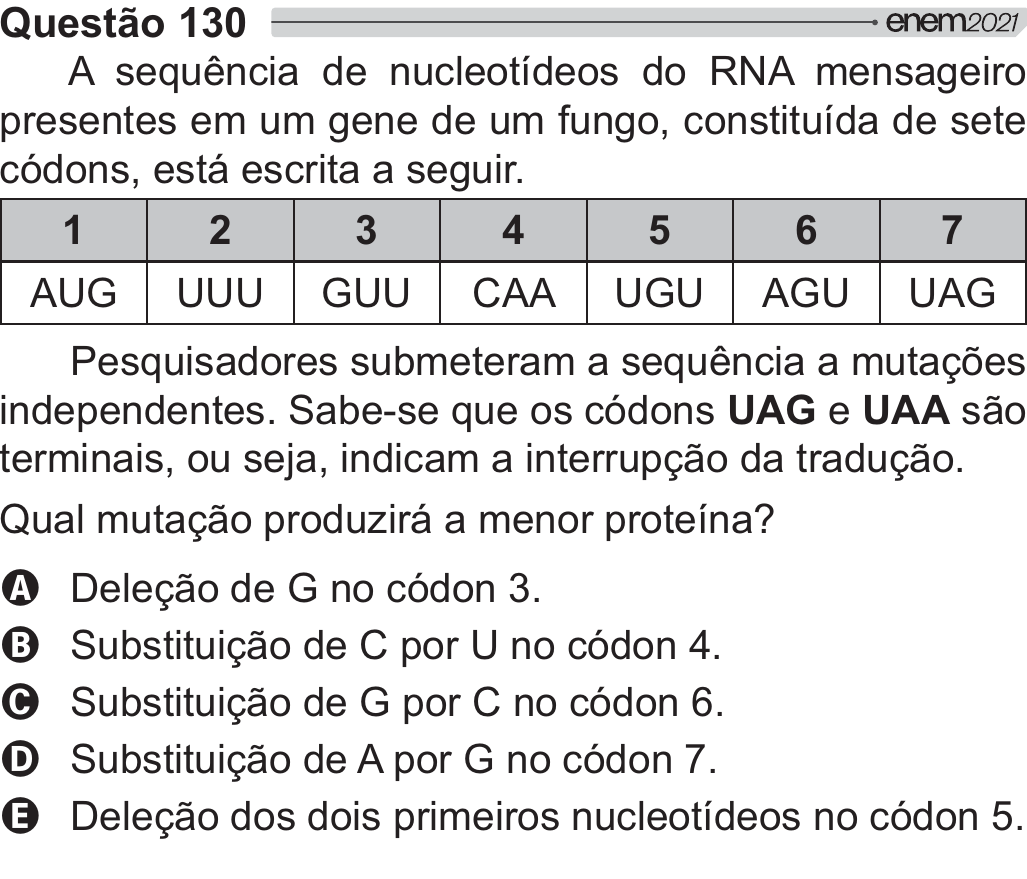 Questão 130 enem2021
A sequência de nucleotídeos do RNA mensageiro
presentes em um gene de um fungo, constituída de sete
códons, está escrita a seguir.
1 2 3 4 5 6 7
AUG UUU GUU CAA UGU AGU UAG
Pesquisadores submeteram a sequência a mutações
independentes. Sabe-se que os códons UAG e UAA são
terminais, ou seja, indicam a interrupção da tradução.
Qual mutação produzirá a menor proteína?
A Deleção de G no códon 3.
B Substituição de C por U no códon 4.
C Substituição de G por C no códon 6.
D Substituição de A por G no códon 7.
E Deleção dos dois primeiros nucleotídeos no códon 5.